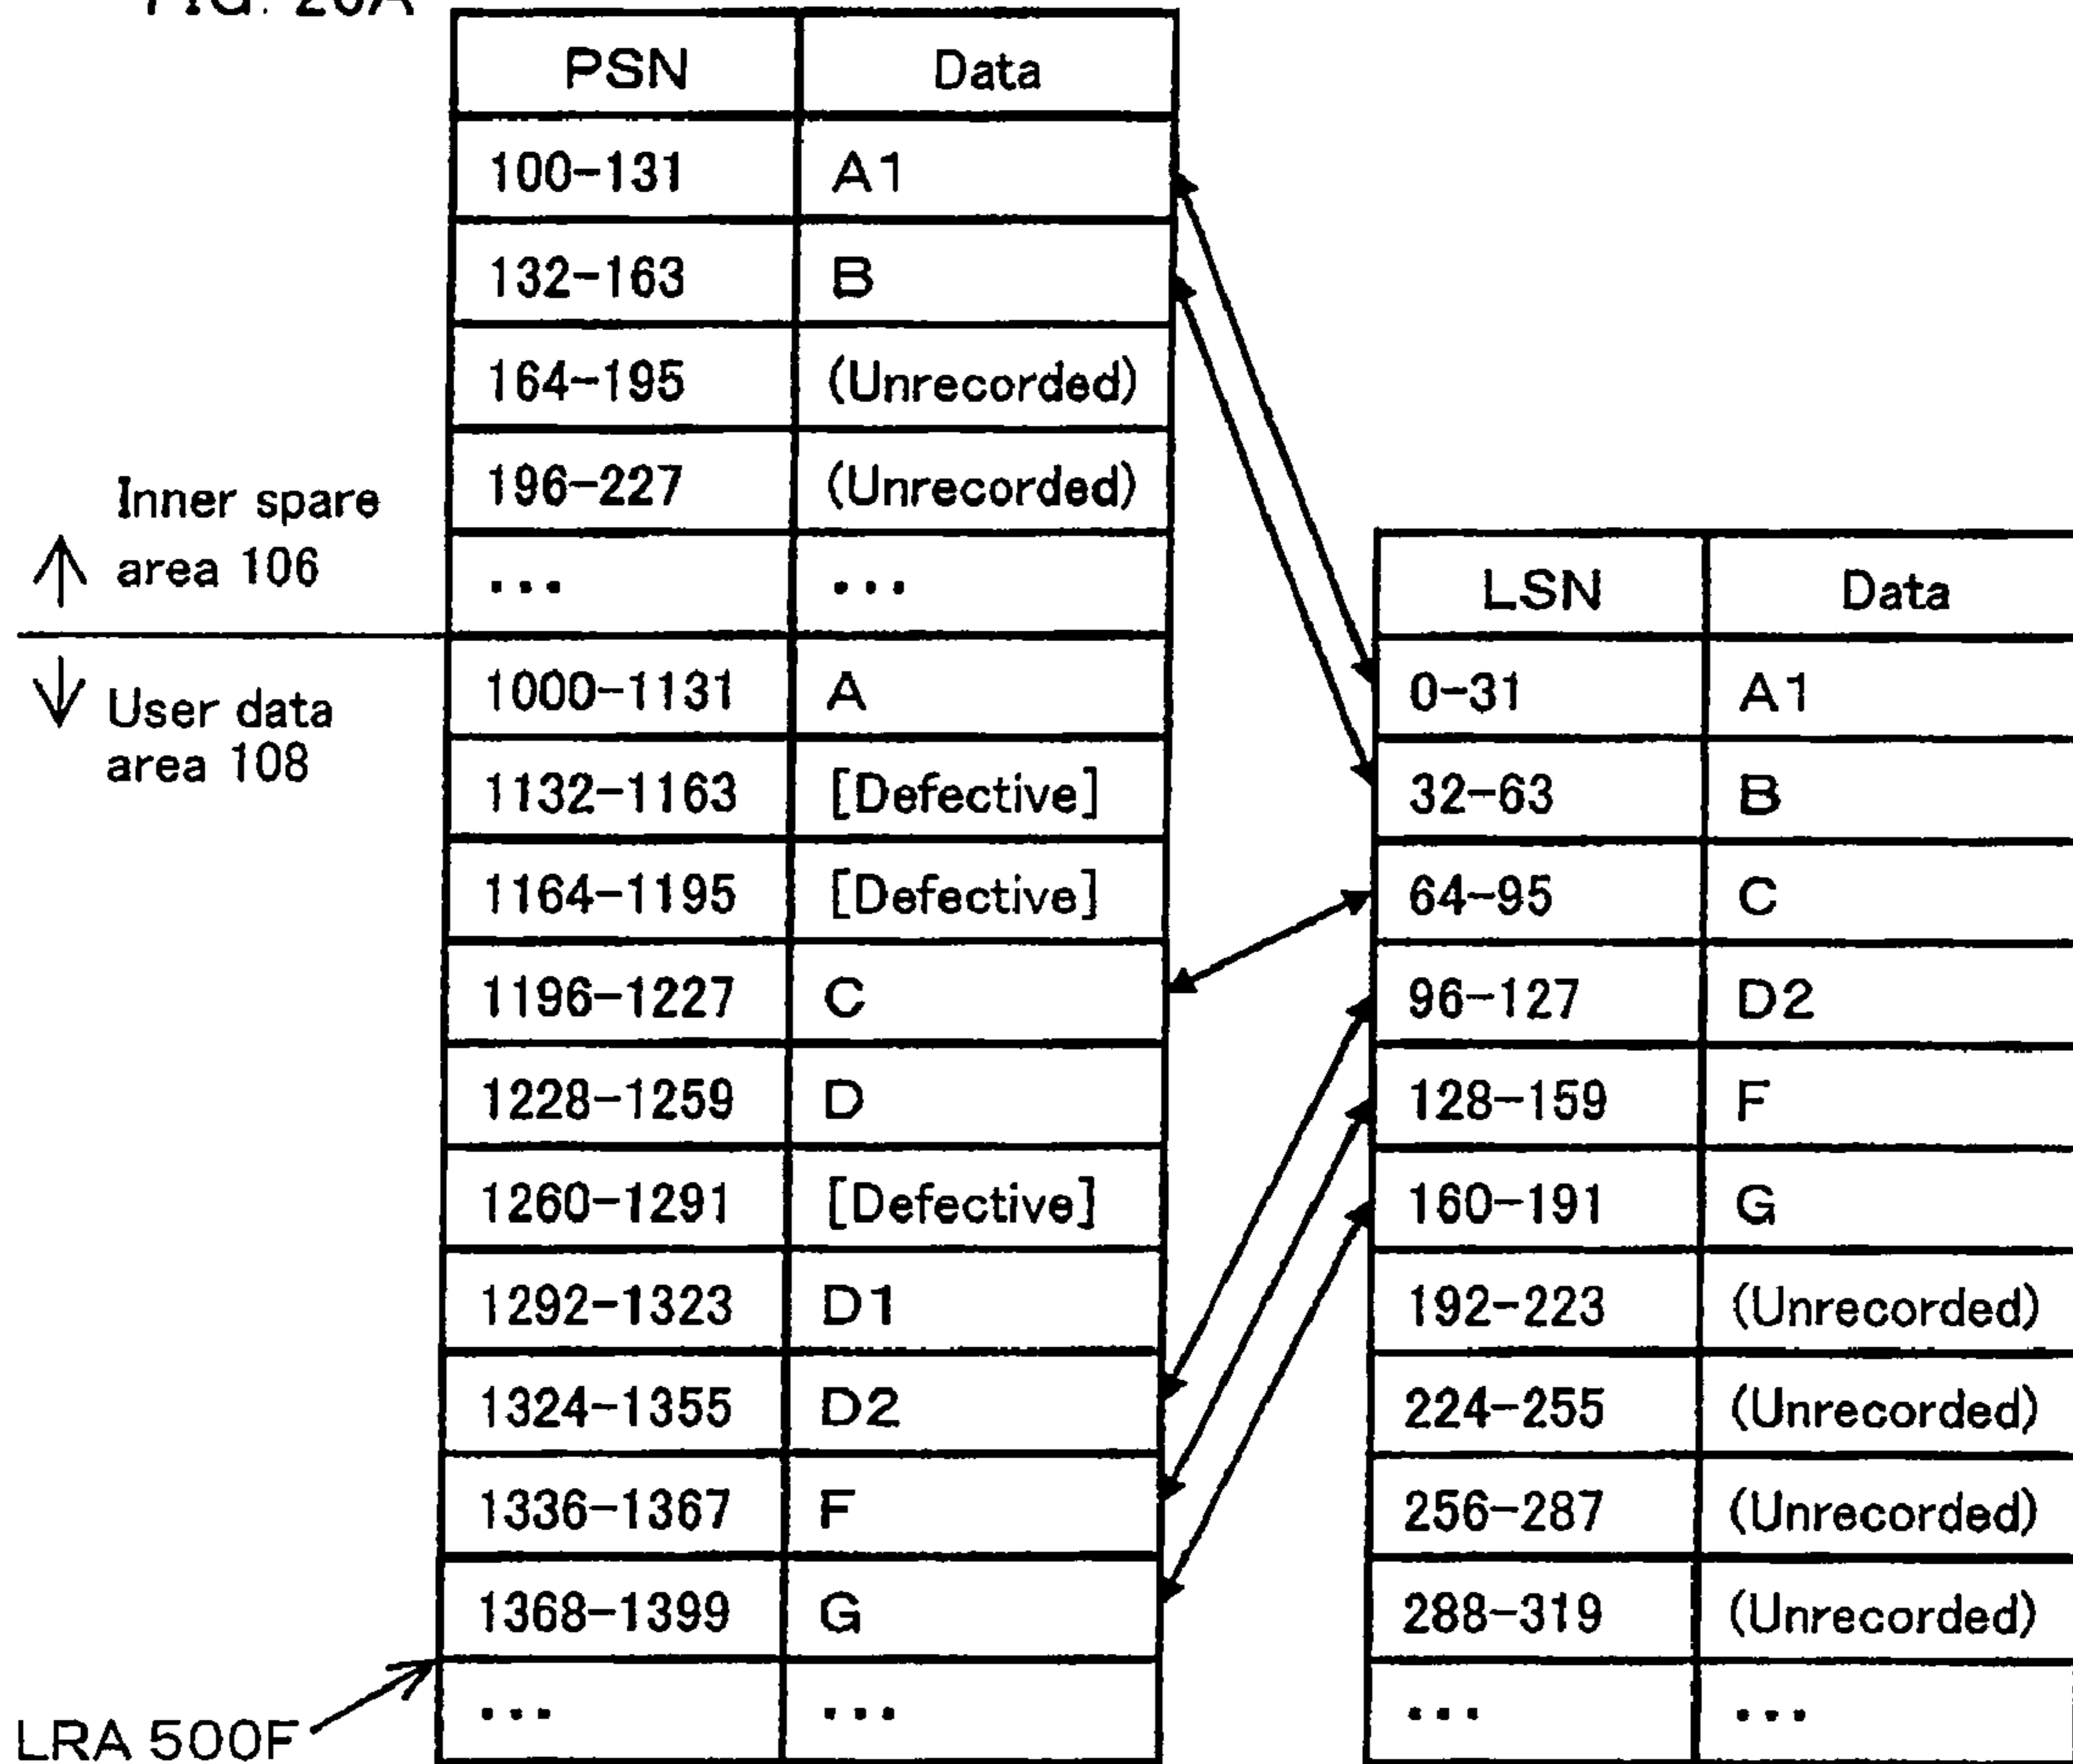 FIG. 20A
PSN Data
100-131 A1
132-163 B
164-195 (Unrecorded)
196-227 (Unrecorded)
... ...
1000-1131 A
1132-1163 [Defective]
1164-1195 [Defective]
1196-1227 C
1228-1259 D
1260-1291 [Defective]
1292-1323 D1
1324-1355 D2
1336-1367 F
1368-1399 G
... ...
Inner spare
area 106
User data
area 108
LRA 500F
LSN Data
0-31 A1
32-63 B
64-95 C
96-127 D2
128-159 F
160-191 G
192-223 (Unrecorded)
224-255 (Unrecorded)
256-287 (Unrecorded)
288-319 (Unrecorded)
... ...